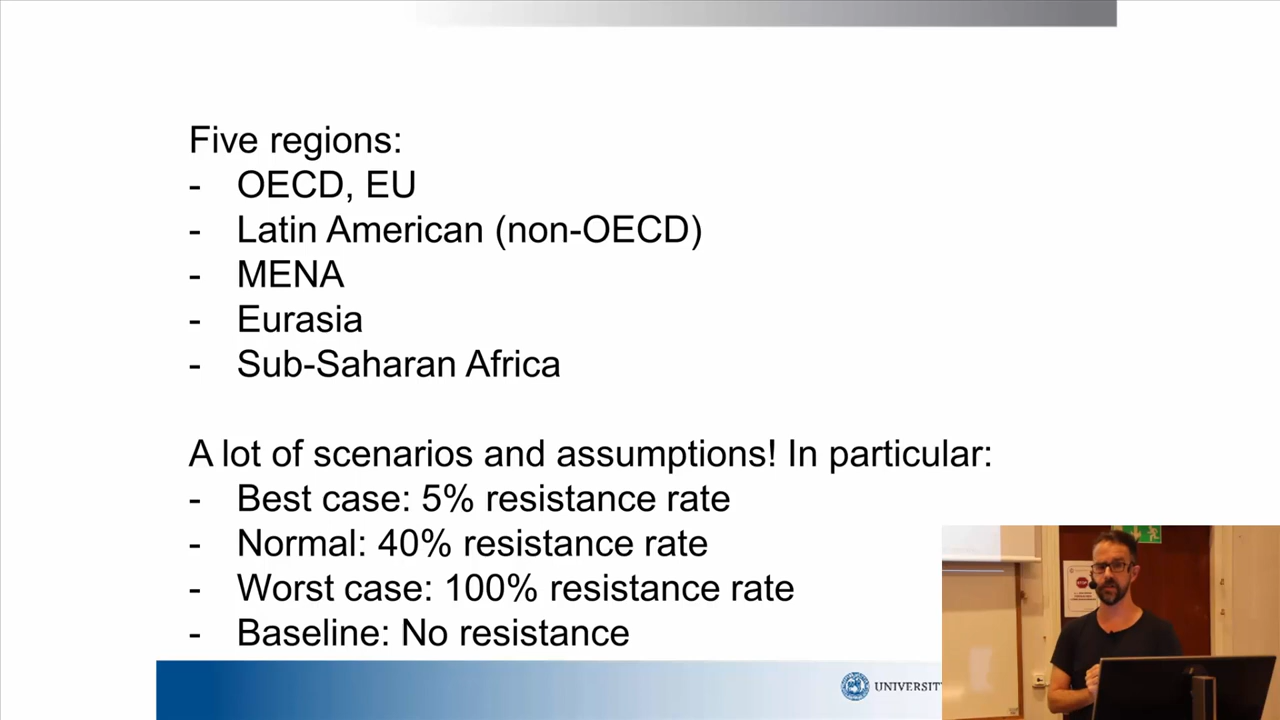 Five regions:
- OECD, EU
- Latin American (non-OECD)
- MENA
- Eurasia
- Sub-Saharan Africa
A lot of scenarios and assumptions! In particular:
- Best case: 5% resistance rate
- Normal: 40% resistance rate
- Worst case: 100% resistance rate
- Baseline: No resistance
STOP